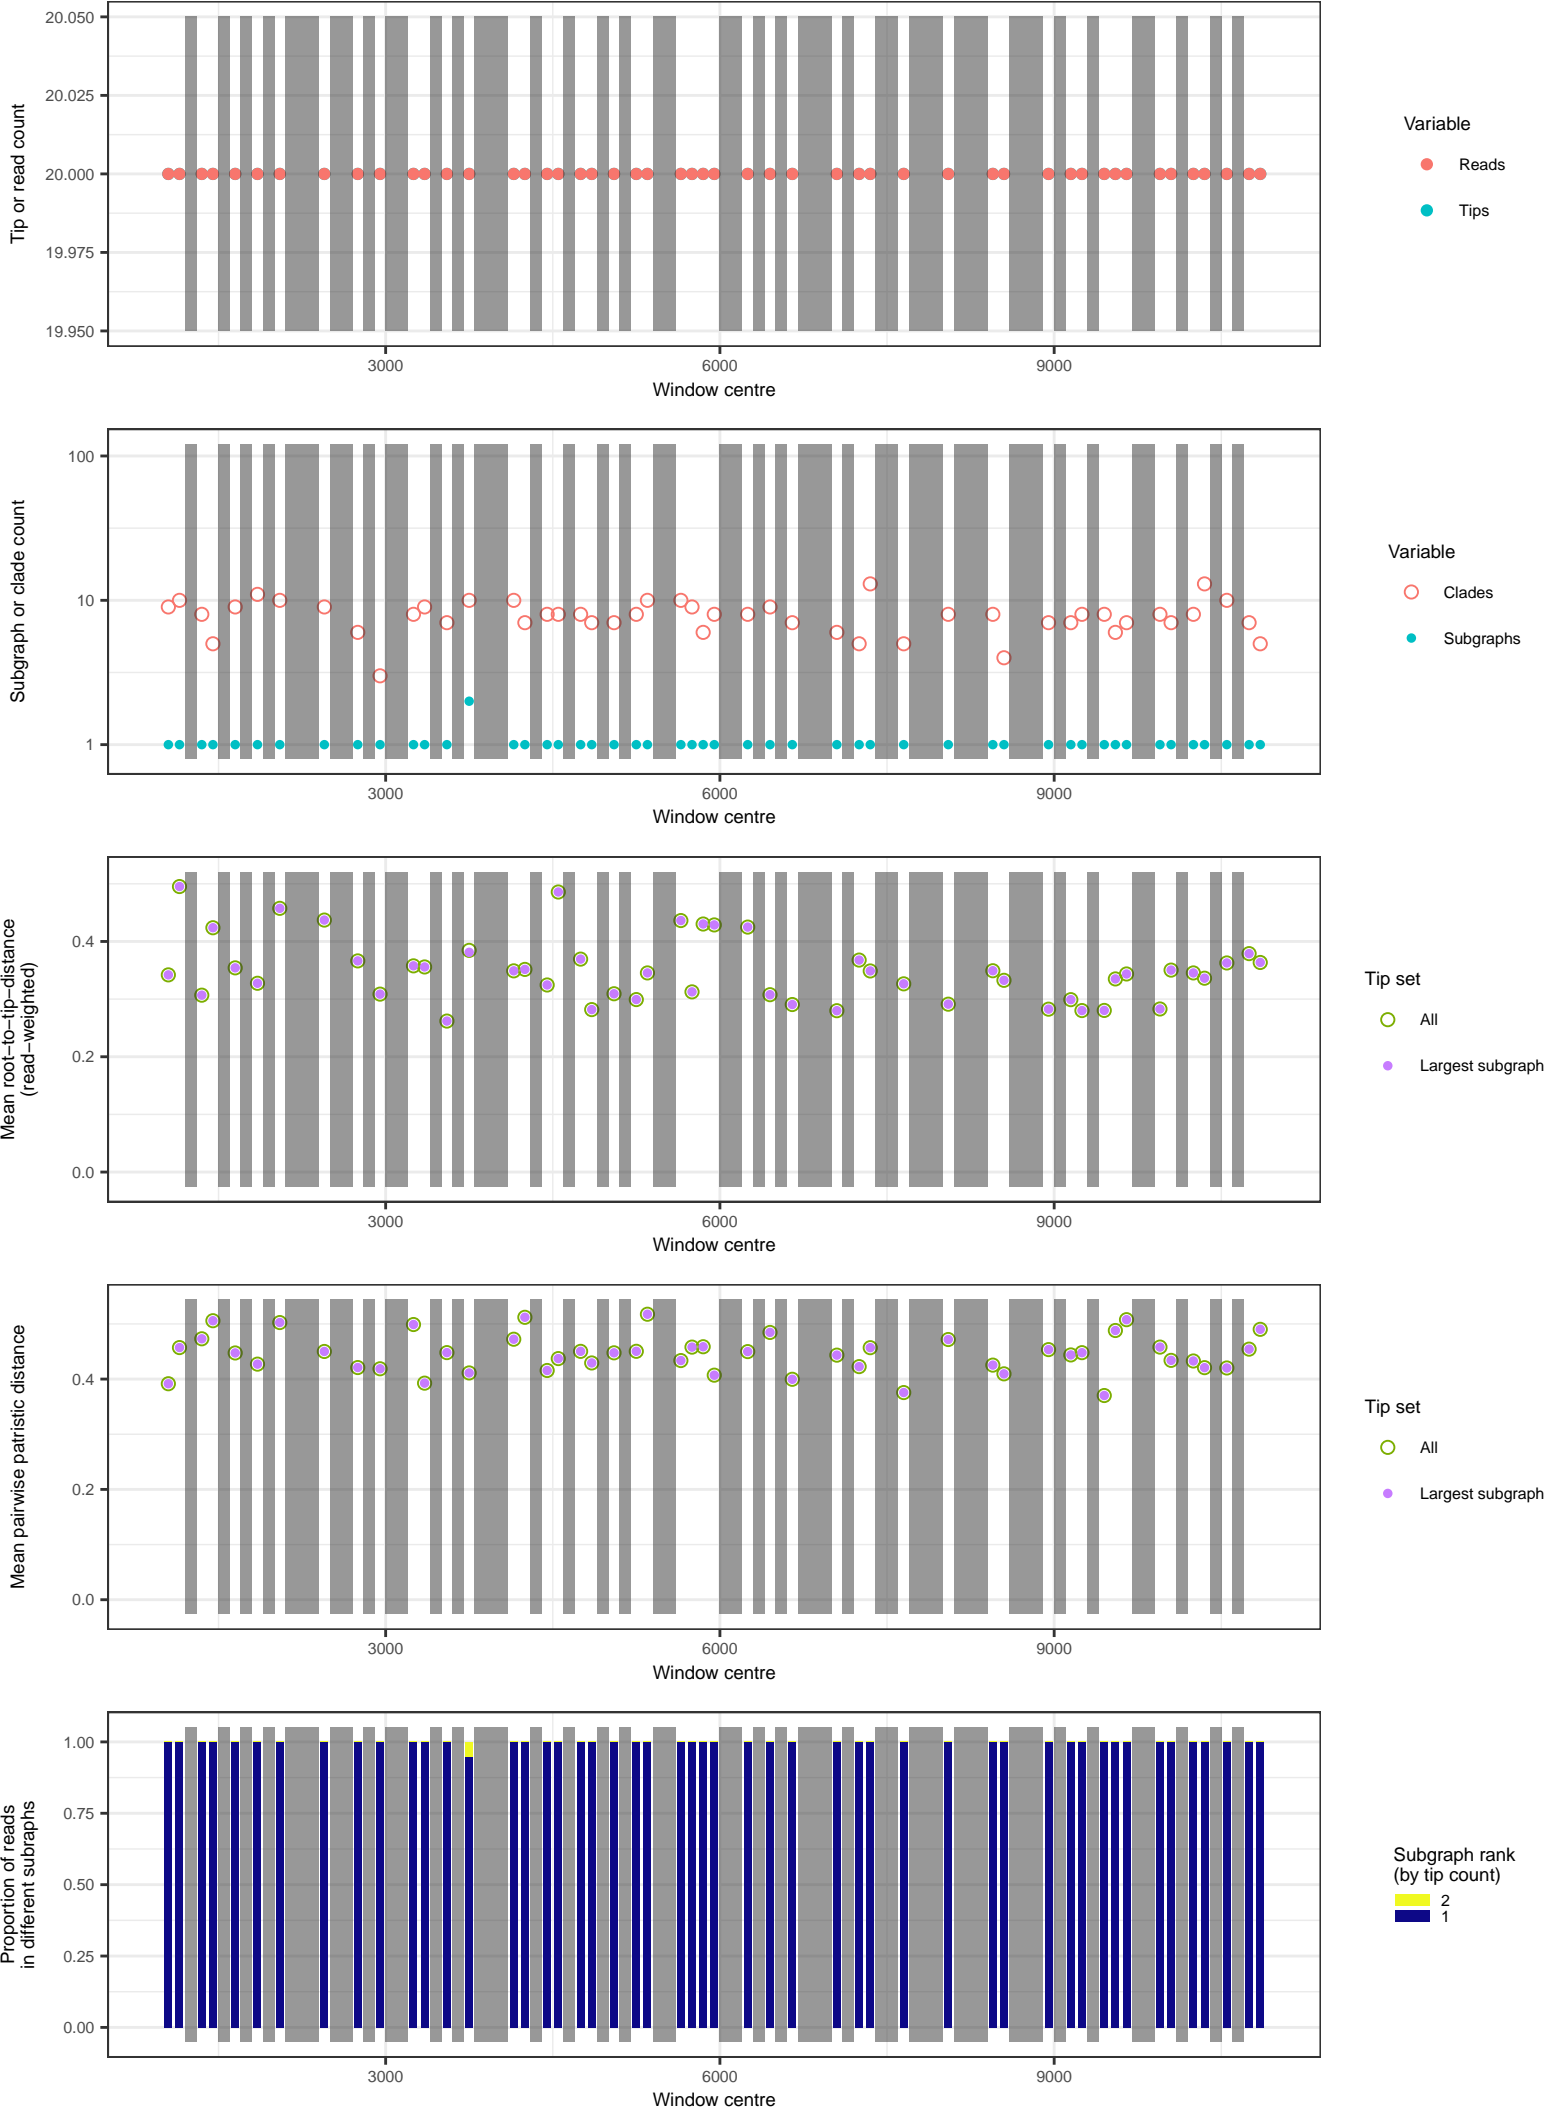 20.050
20.025
20.000
19.975
19.950
Tip or read count
3000
6000
9000
Window centre
Variable
Reads
Tips
100
10
1
Subgraph or clade count
3000
6000
9000
Window centre
Variable
Clades
Subgraphs
0.4
0.2
0.0
Mean root−to−tip−distance
(read−weighted)
3000
6000
9000
Window centre
Tip set
All
Largest subgraph
0.4
0.2
0.0
Mean pairwise patristic distance
3000
6000
9000
Window centre
Tip set
All
Largest subgraph
1.00
0.75
0.50
0.25
0.00
Proportion of reads
in different subraphs
3000
6000
9000
Window centre
Subgraph rank
(by tip count)
2
1